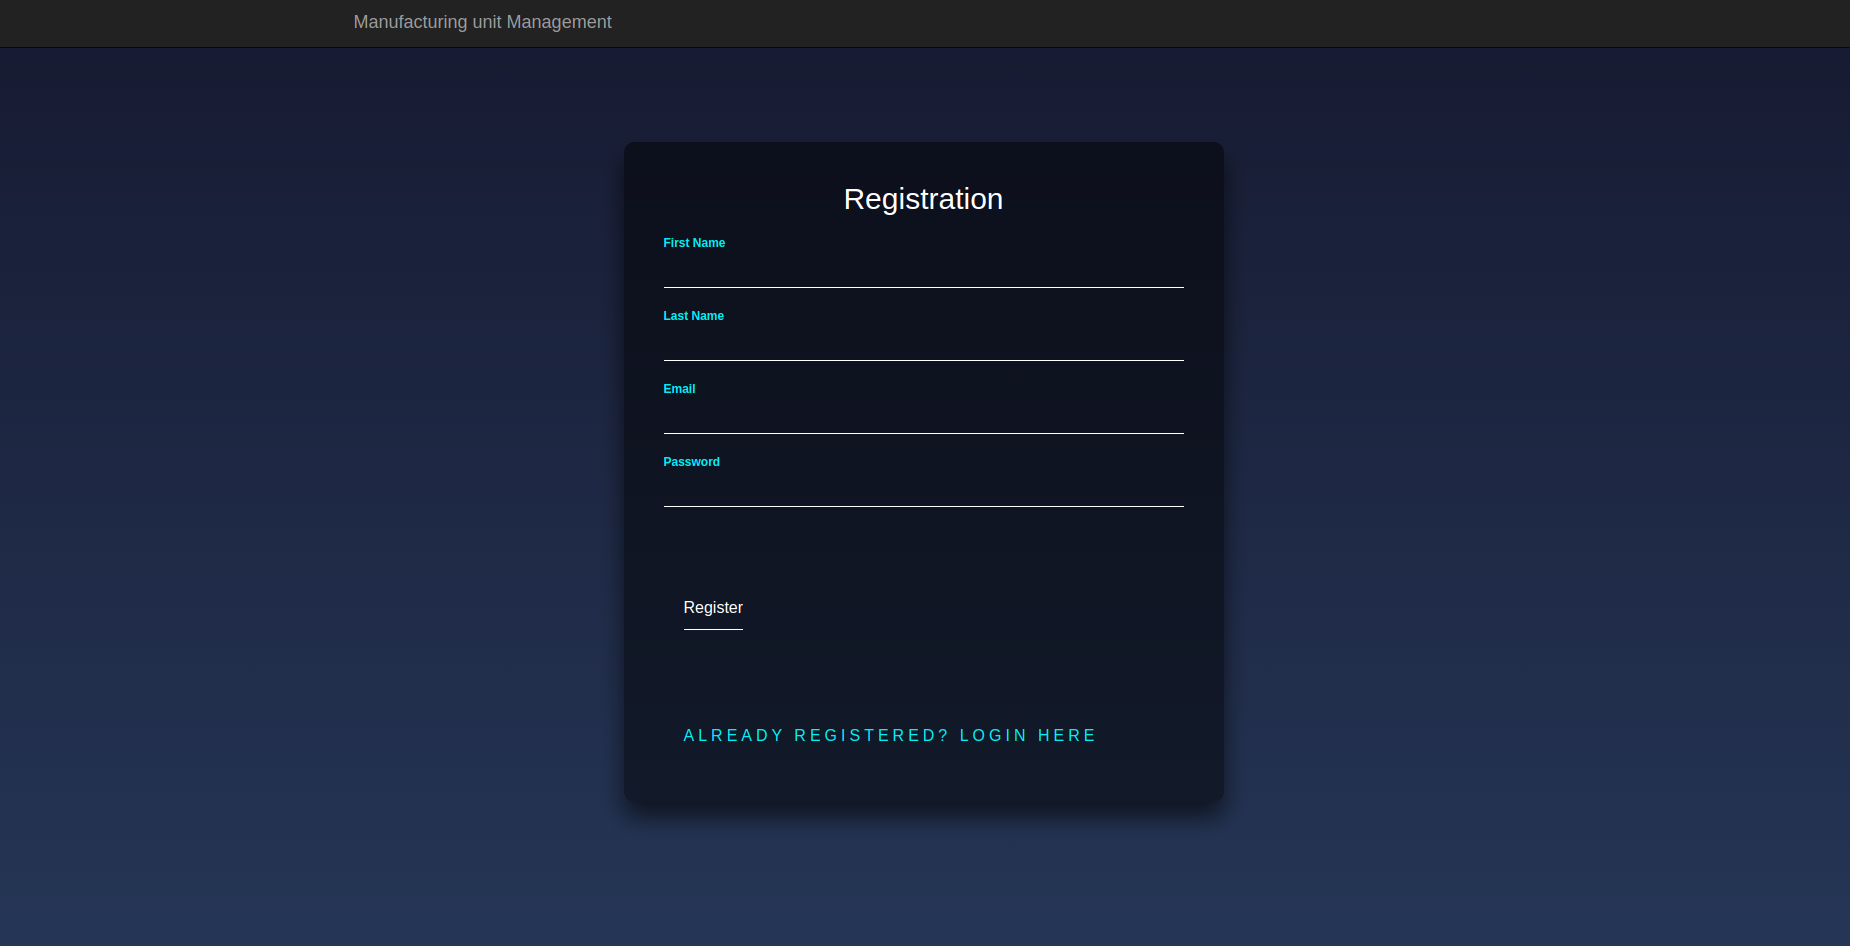 Manufacturing unit Management
Registration
First Name
Last Name
Email
Password
Register
ALREADY REGISTERED? LOGIN HERE